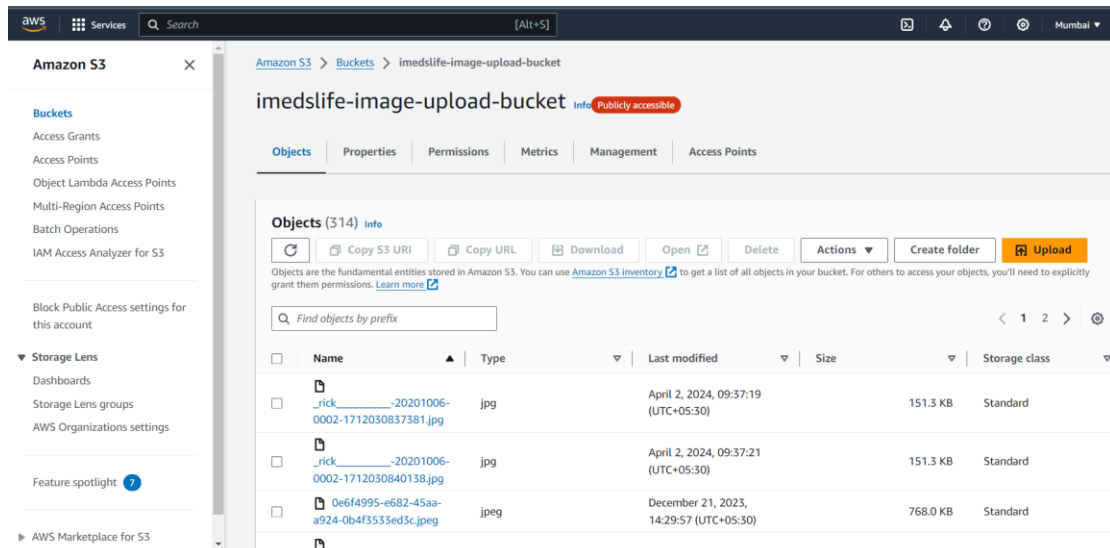 aws
Services
Search
[Alt+S]
Mumbai
Amazon S3
Buckets
Access Grants
Access Points
Object Lambda Access Points
Multi-Region Access Points
Batch Operations
IAM Access Analyzer for S3
Block Public Access settings for
this account
Storage Lens
Dashboards
Storage Lens groups
AWS Organizations settings
Feature spotlight 7
AWS Marketplace for S3
Amazon S3 > Buckets > imedslife-image-upload-bucket
imedslife-image-upload-bucket Info Publicly accessible
Objects Properties Permissions Metrics Management Access Points
Objects (314) Info
Copy S3 URI Copy URL Download Open Delete Actions Create folder Upload
Objects are the fundamental entities stored in Amazon S3. You can use Amazon S3 inventory to get a list of all objects in your bucket. For others to access your objects, you'll need to explicitly
grant them permissions. Learn more
Find objects by prefix
< 1 2 >
Name Type Last modified Size Storage class
_rick_________-20201006-
0002-1712030837381.jpg
jpg
April 2, 2024, 09:37:19
(UTC+05:30)
151.3 KB
Standard
_rick_________-20201006-
0002-1712030840138.jpg
jpg
April 2, 2024, 09:37:21
(UTC+05:30)
151.3 KB
Standard
0e6f4995-e682-45aa-
a924-0b4f3533ed3c.jpeg
jpeg
December 21, 2023,
14:29:57 (UTC+05:30)
768.0 KB
Standard